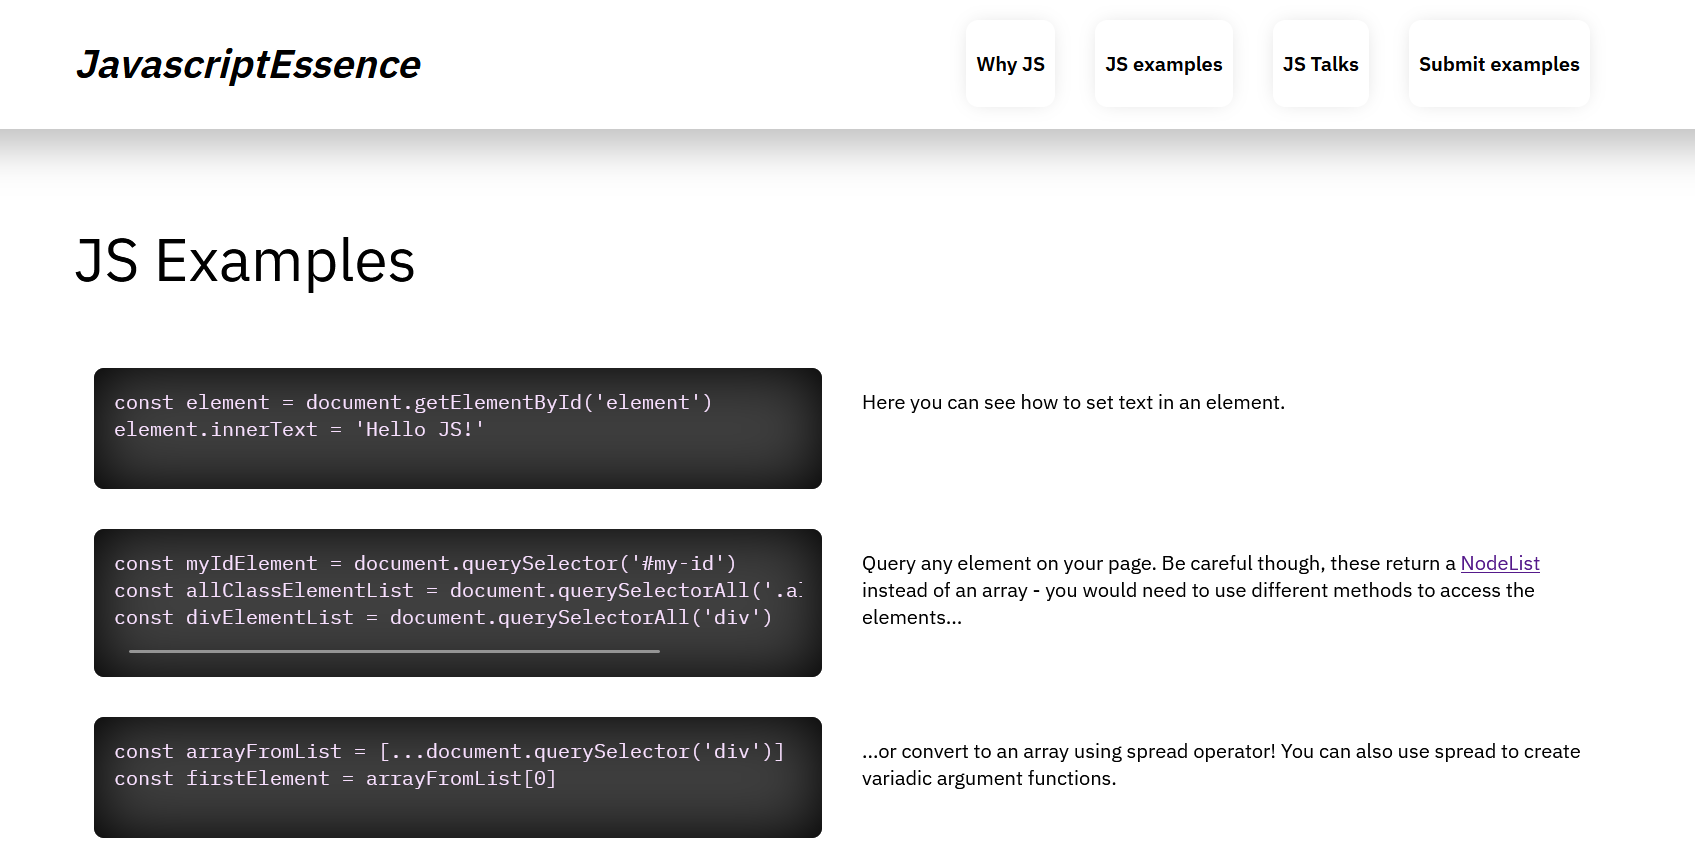 JavascriptEssence
Why JS
JS examples
JS Talks
Submit examples
JS Examples
const element = document.getElementById('element')
element.innerText = 'Hello JS!'
Here you can see how to set text in an element.
const myIdElement = document.querySelector('#my-id')
const allClassElementList = document.querySelectorAll('.al
const divElementList = document.querySelectorAll('div')
Query any element on your page. Be careful though, these return a NodeList
instead of an array - you would need to use different methods to access the
elements...
const arrayFromList = [...document.querySelector('div')]
const firstElement = arrayFromList[0]
...or convert to an array using spread operator! You can also use spread to create
variadic argument functions.